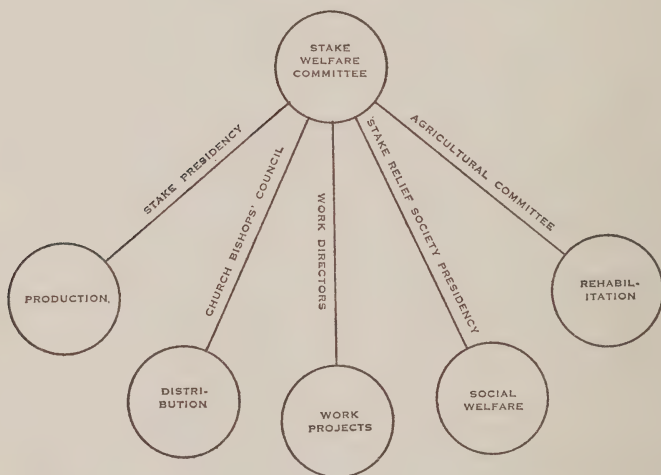 STAKE
WELFARE
COMMITTEE
STAKE PRESIDENCY
CHURCH BISHOPS' COUNCIL
WORK DIRECTORS
STAKE RELIEF SOCIETY PRESIDENCY
AGRICULTURAL COMMITTEE
PRODUCTION
DISTRI-
BUTION
WORK
PROJECTS
SOCIAL
WELFARE
REHABIL-
ITATION